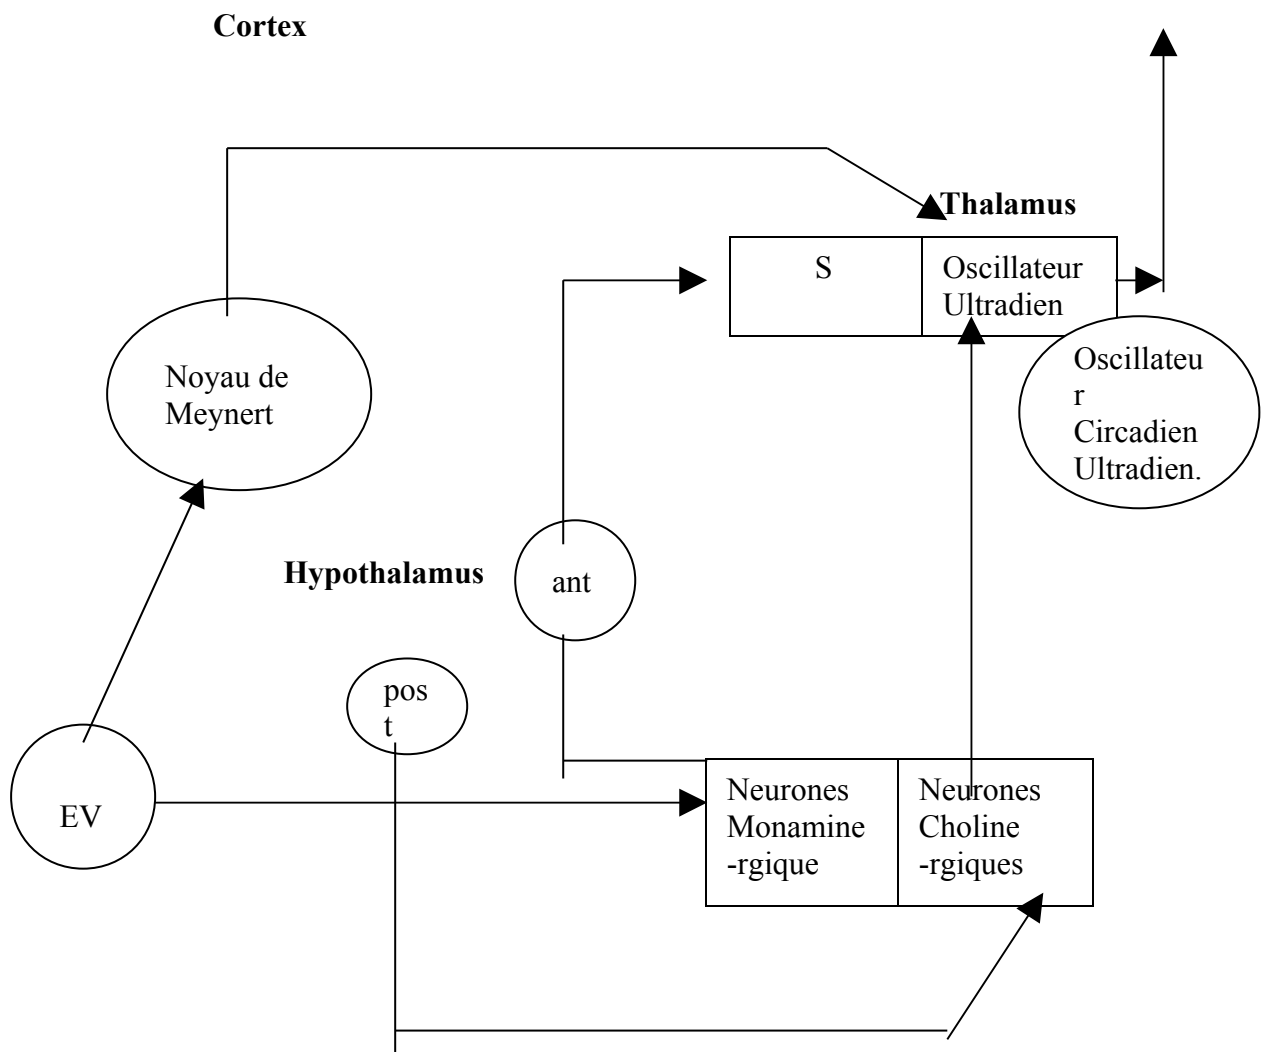 Cortex
Thalamus
S
Oscillateur
Ultradien
Oscillateu
r
Circadien
Ultradien.
Noyau de
Meynert
Hypothalamus
ant
pos
t
EV
Neurones
Monamine
-rgique
Neurones
Choline
-rgiques